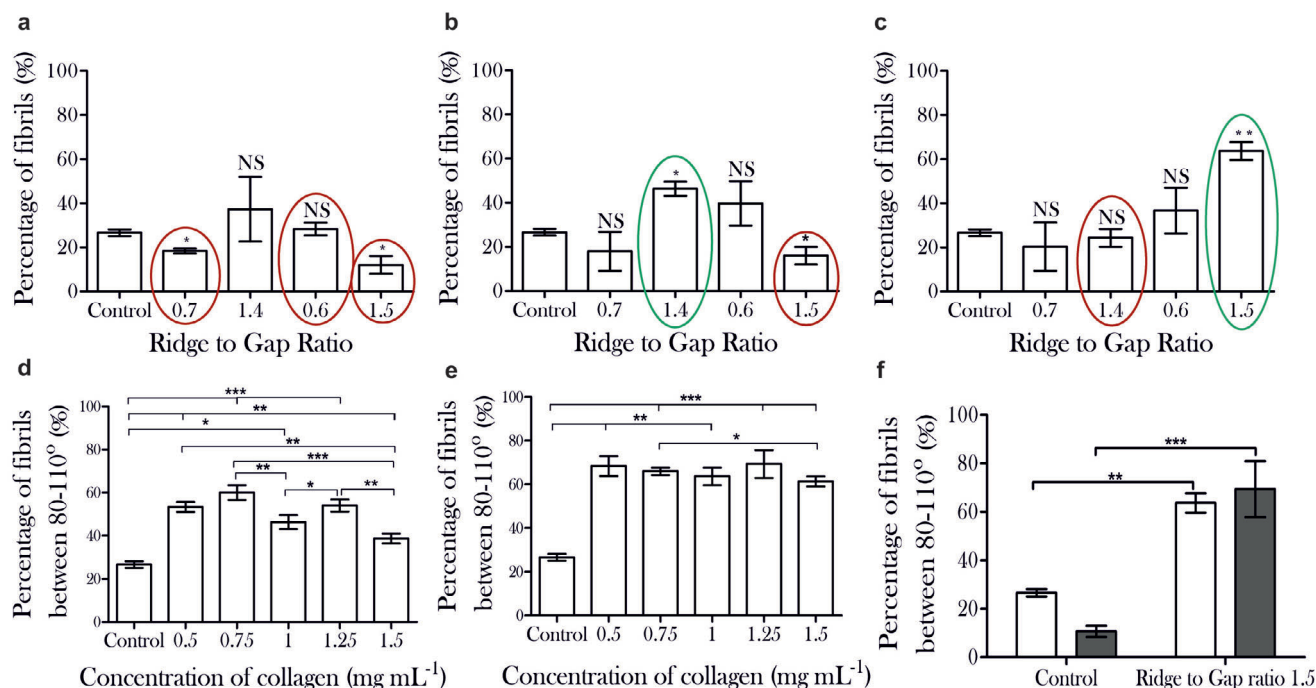 a
Percentage of fibrils (%)
100
80
60
40
20
0
*
NS
NS
*
Control 0.7 1.4 0.6 1.5
Ridge to Gap Ratio
b
Percentage of fibrils (%)
100
80
60
40
20
0
NS
*
NS
*
Control 0.7 1.4 0.6 1.5
Ridge to Gap Ratio
c
Percentage of fibrils (%)
100
80
60
40
20
0
NS
NS
NS
**
Control 0.7 1.4 0.6 1.5
Ridge to Gap Ratio
d
Percentage of fibrils
between 80-110° (%)
100
80
60
40
20
0
***
**
*
**
***
**
*
**
Control 0.5 0.75 1 1.25 1.5
Concentration of collagen (mg mL⁻¹)
e
Percentage of fibrils
between 80-110° (%)
100
80
60
40
20
0
***
**
*
Control 0.5 0.75 1 1.25 1.5
Concentration of collagen (mg mL⁻¹)
f
Percentage of fibrils
between 80-110° (%)
100
80
60
40
20
0
***
**
Control Ridge to Gap ratio 1.5